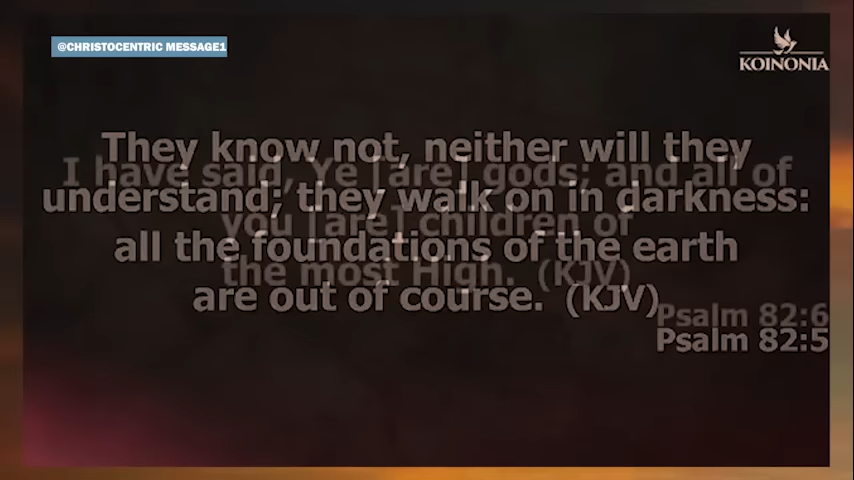 @CHRISTOCENTRIC MESSAGE1
KOINONIA
They know not, neither will they
understand; they walk on in darkness:
all the foundations of the earth
are out of course. (KJV)
Psalm 82:5
I have said, Ye [are] gods; and all of
you [are] children of
the most High. (KJV)
Psalm 82:6